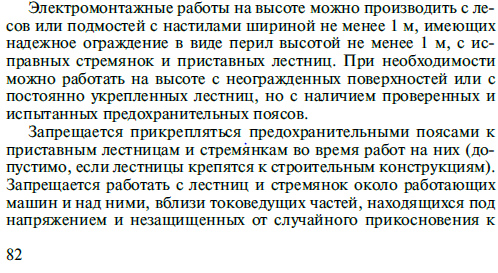 Электромонтажные работы на высоте можно производить с ле-
сов или подмостей с настилами шириной не менее 1 м, имеющих
надежное ограждение в виде перил высотой не менее 1 м, с ис-
правных стремянок и приставных лестниц. При необходимости
можно работать на высоте с неогражденных поверхностей или с
постоянно укрепленных лестниц, но с наличием проверенных и
испытанных предохранительных поясов.
Запрещается прикрепляться предохранительными поясами к
приставным лестницам и стремянкам во время работ на них (до-
пустимо, если лестницы крепятся к строительным конструкциям).
Запрещается работать с лестниц и стремянок около работающих
машин и над ними, вблизи токоведущих частей, находящихся под
напряжением и незащищенных от случайного прикосновения к
82